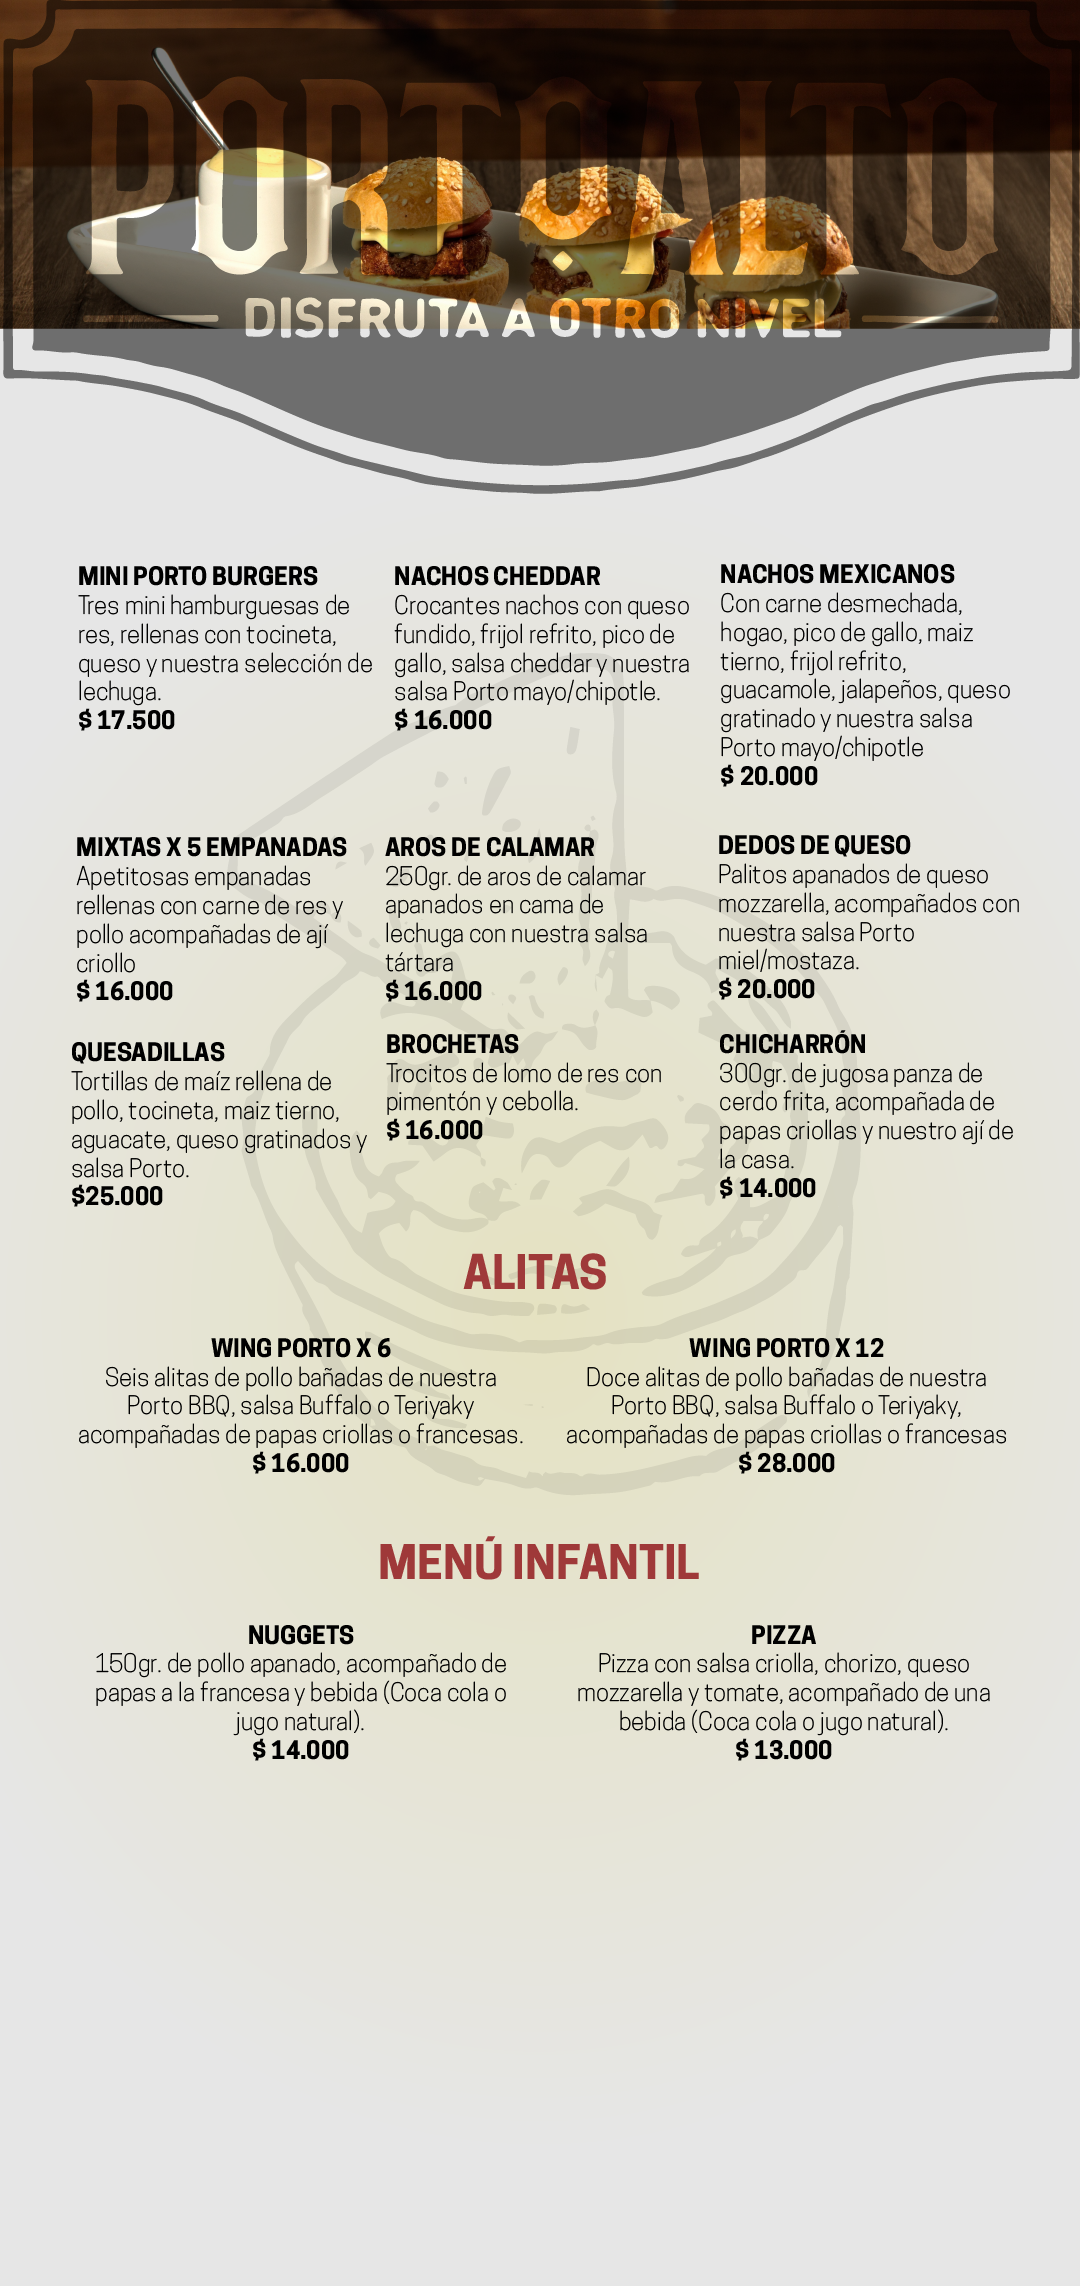 PORTOALTO
DISFRUTA A OTRO NIVEL
MINI PORTO BURGERS
Tres mini hamburguesas de
res, rellenas con tocineta,
queso y nuestra selección de
lechuga.
$ 17.500
NACHOS CHEDDAR
Crocantes nachos con queso
fundido, frijol refrito, pico de
gallo, salsa cheddar y nuestra
salsa Porto mayo/chipotle.
$ 16.000
NACHOS MEXICANOS
Con carne desmechada,
hogao, pico de gallo, maiz
tierno, frijol refrito,
guacamole, jalapeños, queso
gratinado y nuestra salsa
Porto mayo/chipotle
$ 20.000
MIXTAS X 5 EMPANADAS
Apetitosas empanadas
rellenas con carne de res y
pollo acompañadas de ají
criollo
$ 16.000
AROS DE CALAMAR
250gr. de aros de calamar
apanados en cama de
lechuga con nuestra salsa
tártara
$ 16.000
DEDOS DE QUESO
Palitos apanados de queso
mozzarella, acompañados con
nuestra salsa Porto
miel/mostaza.
$ 20.000
QUESADILLAS
Tortillas de maíz rellena de
pollo, tocineta, maiz tierno,
aguacate, queso gratinados y
salsa Porto.
$25.000
BROCHETAS
Trocitos de lomo de res con
pimentón y cebolla.
$ 16.000
CHICHARRÓN
300gr. de jugosa panza de
cerdo frita, acompañada de
papas criollas y nuestro ají de
la casa.
$ 14.000
ALITAS
WING PORTO X 6
Seis alitas de pollo bañadas de nuestra
Porto BBQ, salsa Buffalo o Teriyaky
acompañadas de papas criollas o francesas.
$ 16.000
WING PORTO X 12
Doce alitas de pollo bañadas de nuestra
Porto BBQ, salsa Buffalo o Teriyaky,
acompañadas de papas criollas o francesas
$ 28.000
MENÚ INFANTIL
NUGGETS
150gr. de pollo apanado, acompañado de
papas a la francesa y bebida (Coca cola o
jugo natural).
$ 14.000
PIZZA
Pizza con salsa criolla, chorizo, queso
mozzarella y tomate, acompañado de una
bebida (Coca cola o jugo natural).
$ 13.000